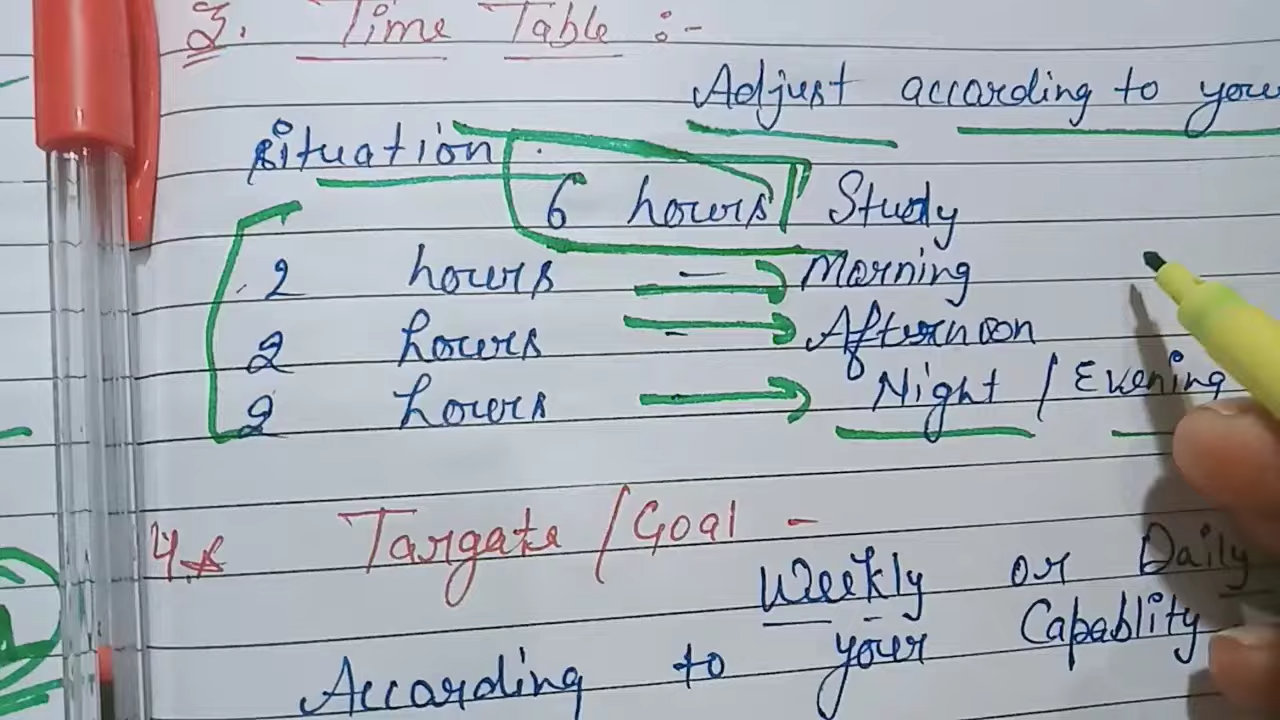 3. Time Table :-
Adjust according to your
situation
6 hours Study
2 hours - Morning
2 hours - Afternoon
2 hours Night / Evening
4. Targate / Goal -
Weekly or Daily
According to your Capablity